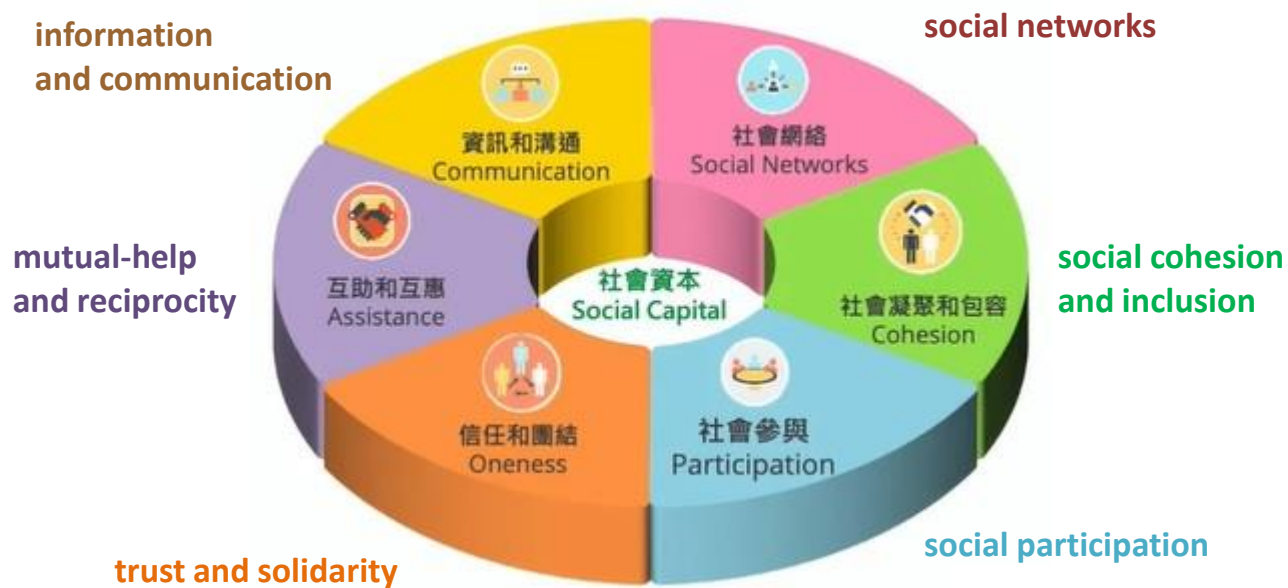 information
and communication
social networks
資訊和溝通
Communication
社會網絡
Social Networks
mutual-help
and reciprocity
互助和互惠
Assistance
社會資本
Social Capital
社會凝聚和包容
Cohesion
social cohesion
and inclusion
信任和團結
Oneness
社會參與
Participation
trust and solidarity
social participation